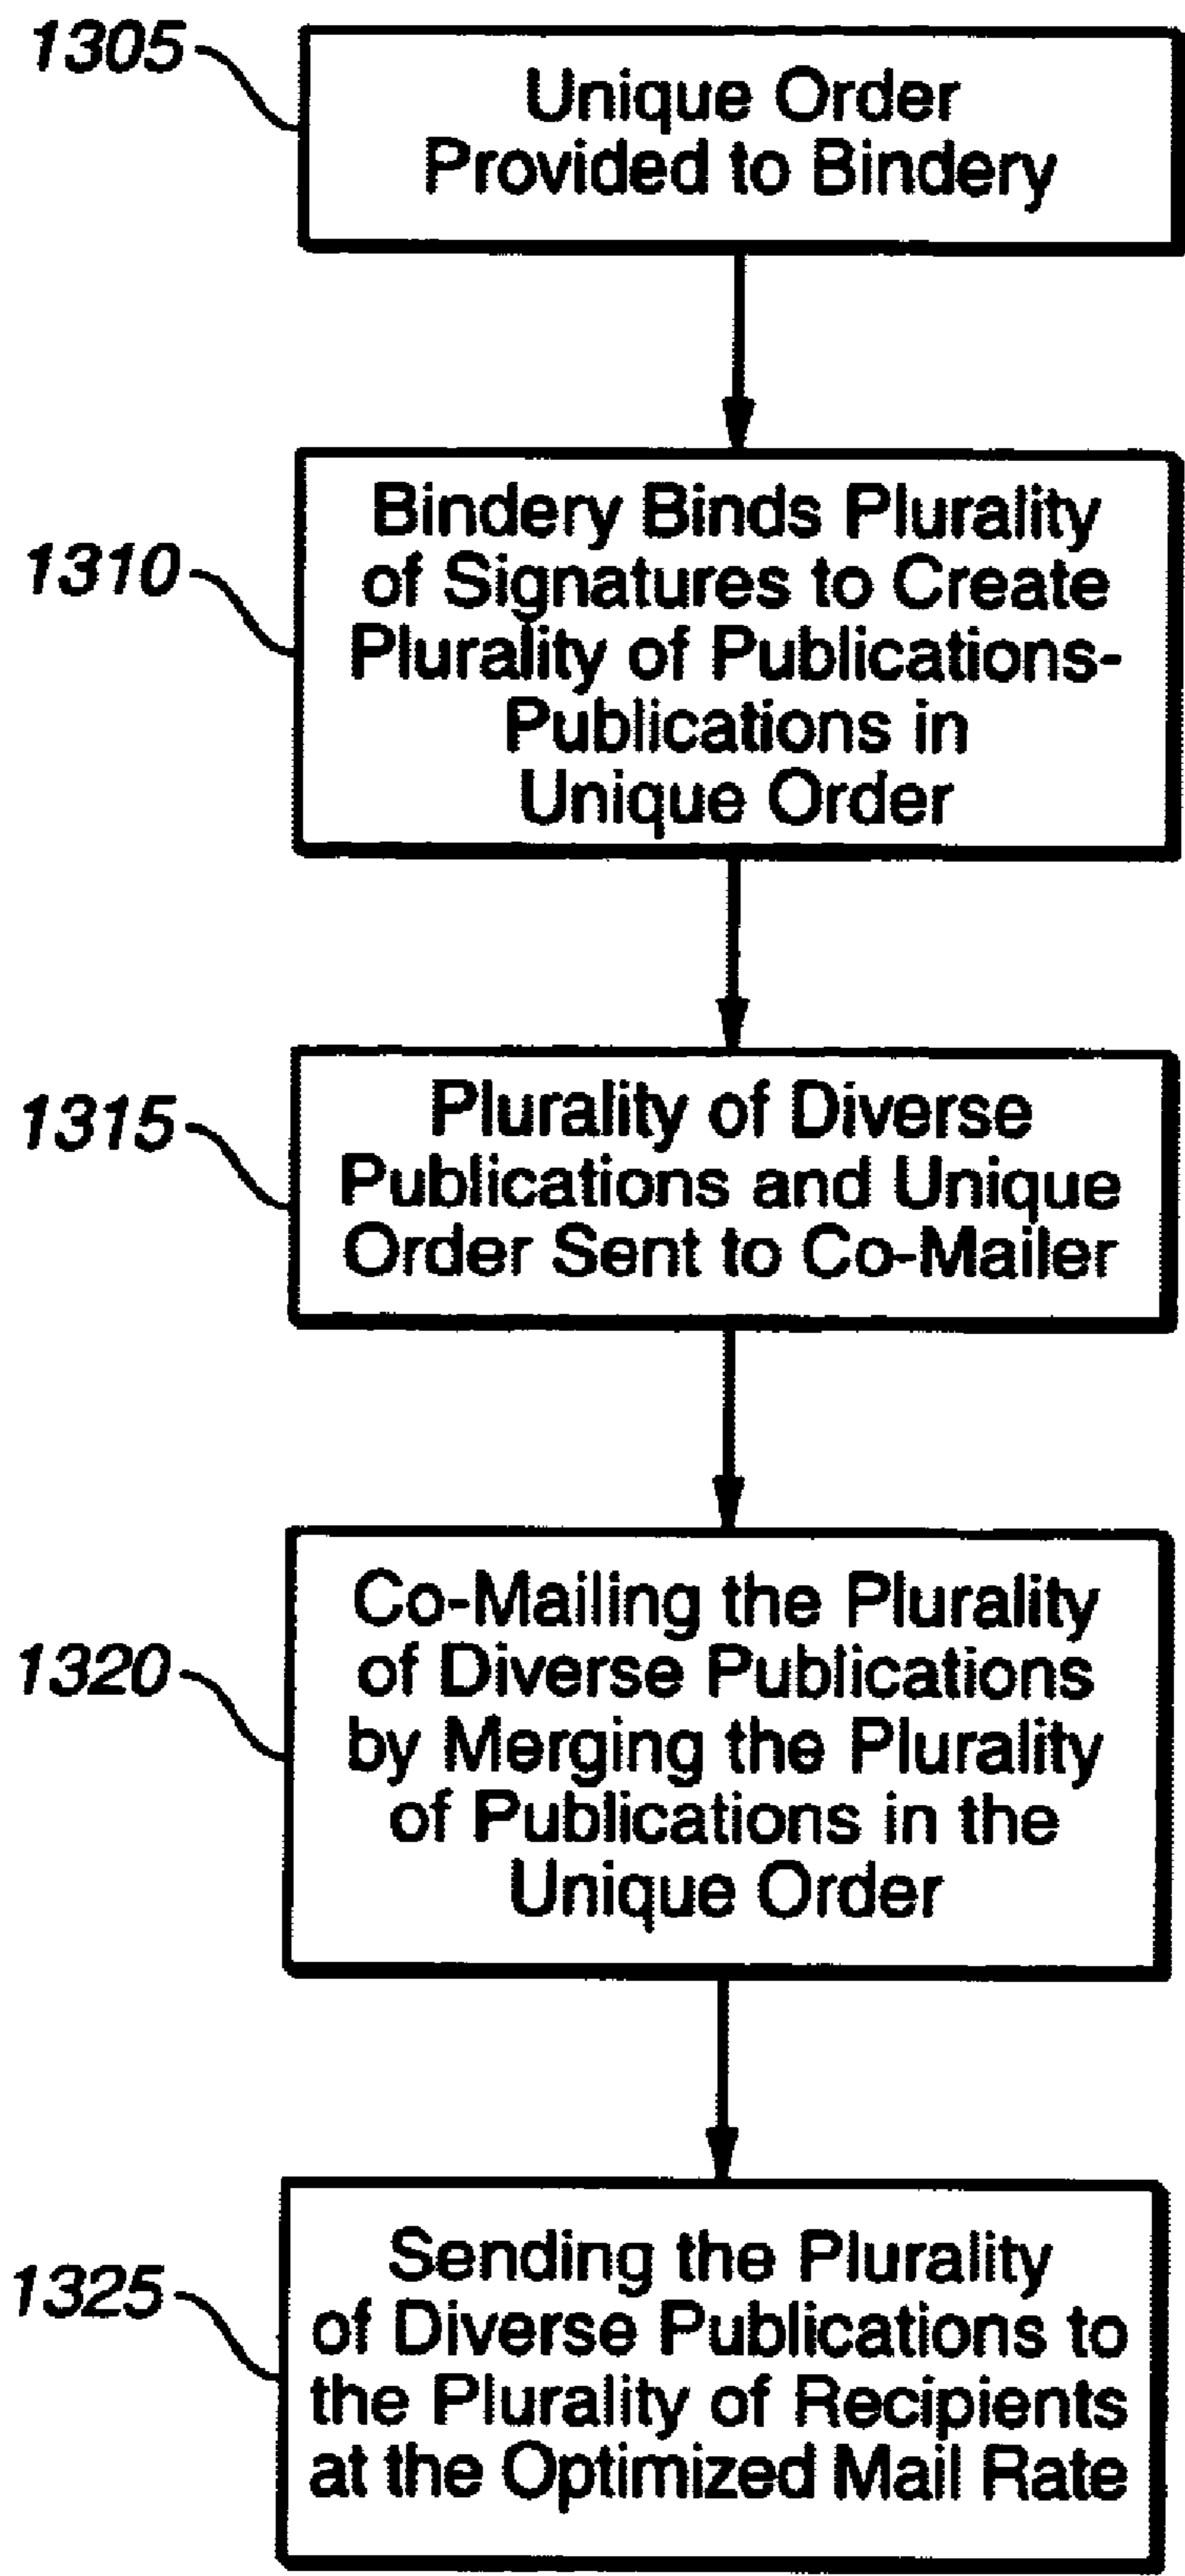 1305
Unique Order
Provided to Bindery
1310
Bindery Binds Plurality
of Signatures to Create
Plurality of Publications-
Publications in
Unique Order
1315
Plurality of Diverse
Publications and Unique
Order Sent to Co-Mailer
1320
Co-Mailing the Plurality
of Diverse Publications
by Merging the Plurality
of Publications in the
Unique Order
1325
Sending the Plurality
of Diverse Publications to
the Plurality of Recipients
at the Optimized Mail Rate